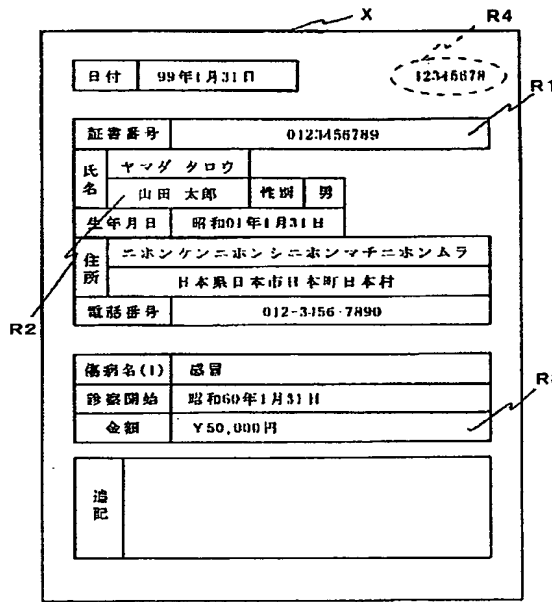 X R4
日付 99年1月31日 12345678
R1
証書番号 0123456789
氏名 ヤマダ タロウ
山田 太郎 性別 男
生年月日 昭和01年1月31日
住所 ニホンケンニホンシニホンマチニホンムラ
日本県日本市日本町日本村
R2
電話番号 012-3456-7890
傷病名(1) 感冒
診察開始 昭和60年1月31日
金額 ¥50,000円
追記